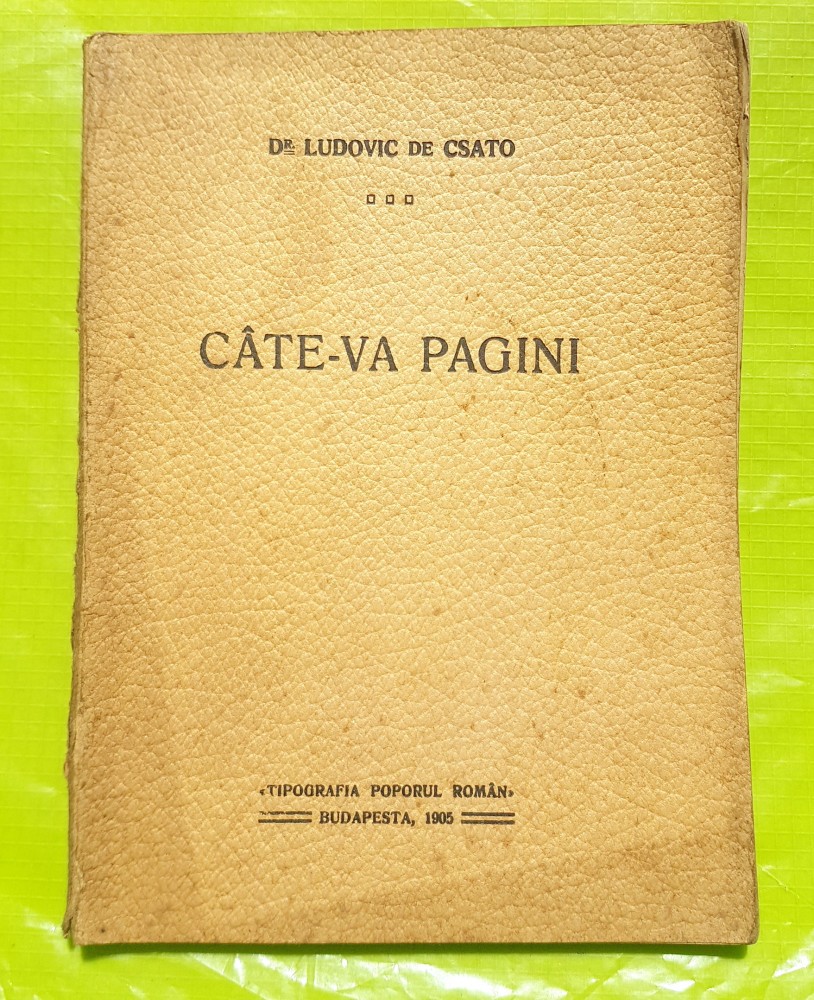 DR. LUDOVIC DE CSATO
CÂTE-VA PAGINI
«TIPOGRAFIA POPORUL ROMÂN»
BUDAPESTA, 1905